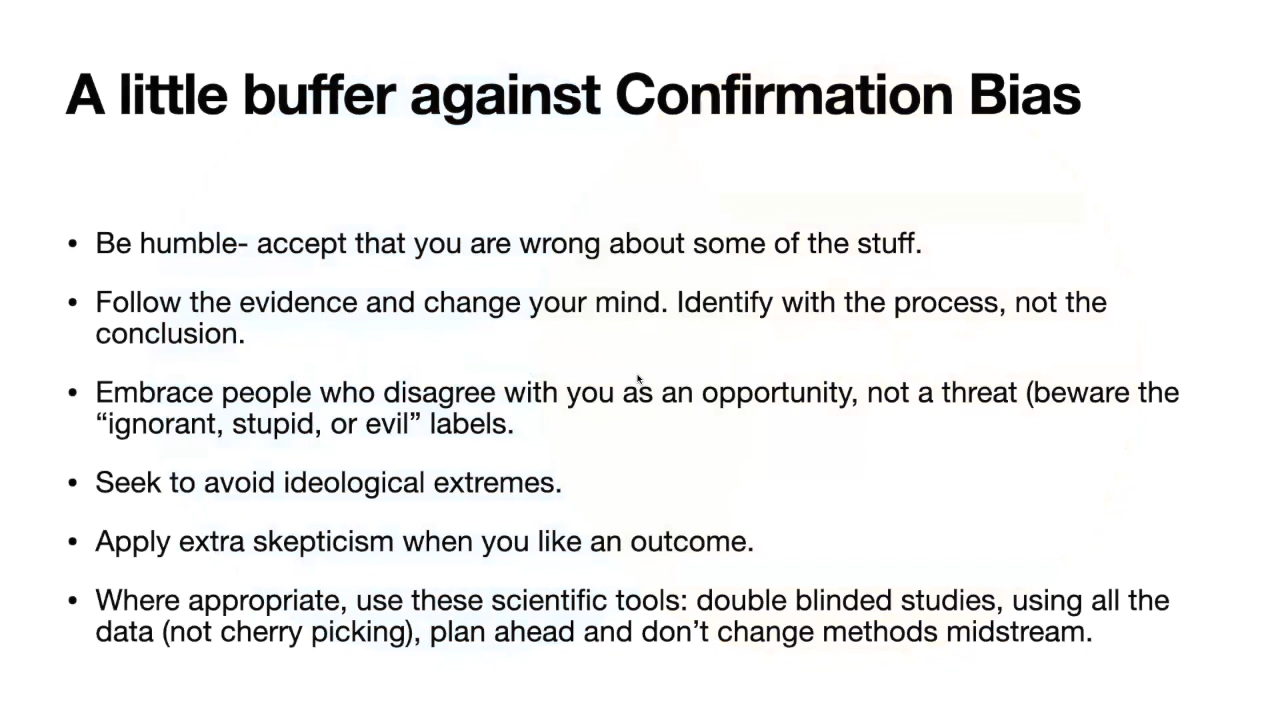 A little buffer against Confirmation Bias
• Be humble- accept that you are wrong about some of the stuff.
• Follow the evidence and change your mind. Identify with the process, not the
conclusion.
• Embrace people who disagree with you as an opportunity, not a threat (beware the
“ignorant, stupid, or evil” labels.
• Seek to avoid ideological extremes.
• Apply extra skepticism when you like an outcome.
• Where appropriate, use these scientific tools: double blinded studies, using all the
data (not cherry picking), plan ahead and don’t change methods midstream.